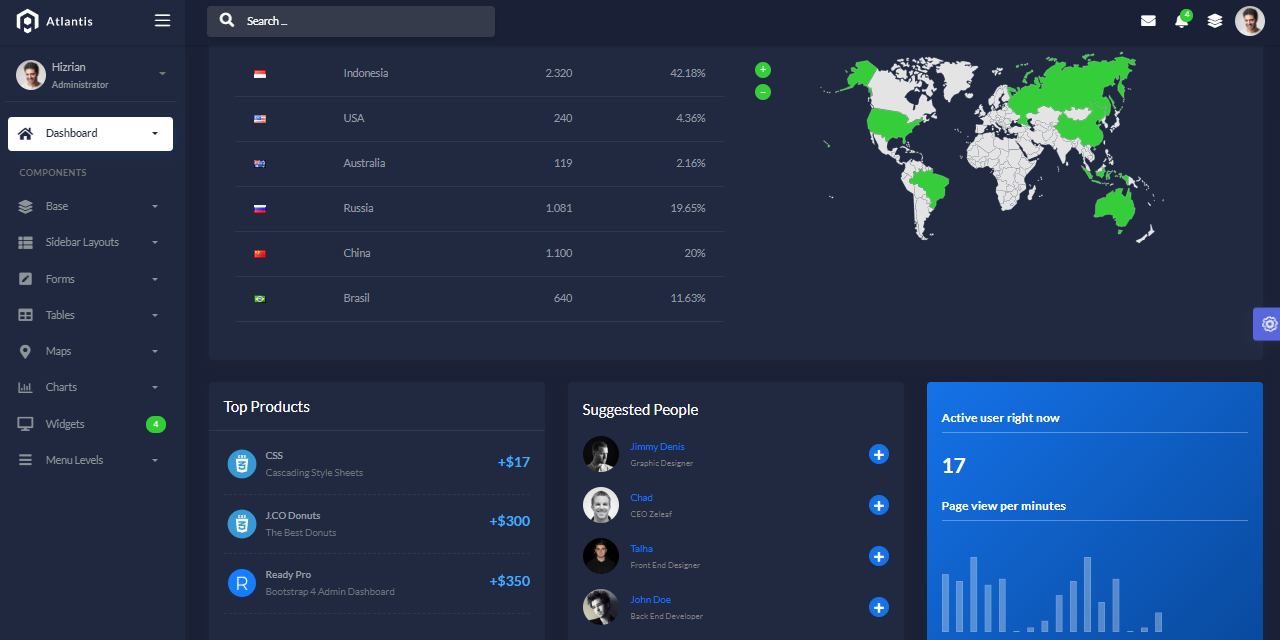 Atlantis
Search ...
4
Hizrian
Administrator
Dashboard
COMPONENTS
Base
Sidebar Layouts
Forms
Tables
Maps
Charts
Widgets 4
Menu Levels
Indonesia 2.320 42.18%
USA 240 4.36%
Australia 119 2.16%
Russia 1.081 19.65%
China 1.100 20%
Brasil 640 11.63%
+
−
Top Products
CSS
Cascading Style Sheets
+$17
J.CO Donuts
The Best Donuts
+$300
R
Ready Pro
Bootstrap 4 Admin Dashboard
+$350
Suggested People
Jimmy Denis
Graphic Designer
Chad
CEO Zeleaf
Talha
Front End Designer
John Doe
Back End Developer
Active user right now
17
Page view per minutes